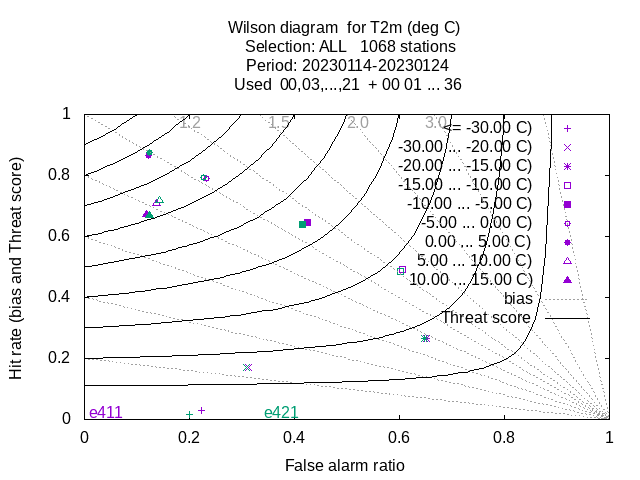 Wilson diagram  for T2m (deg C)
Selection: ALL   1068 stations
Period: 20230114-20230124
Used  00,03,...,21  + 00 01 ... 36
Hit rate (bias and Threat score)
1
0.8
0.6
0.4
0.2
0
1.2
1.5
2.0
3.0
<= -30.00 C)
-30.00 ... -20.00 C)
-20.00 ... -15.00 C)
-15.00 ... -10.00 C)
-10.00 ... -5.00 C)
-5.00 ... 0.00 C)
0.00 ... 5.00 C)
5.00 ... 10.00 C)
10.00 ... 15.00 C)
bias
Threat score
e411
e421
0
0.2
0.4
0.6
0.8
1
False alarm ratio